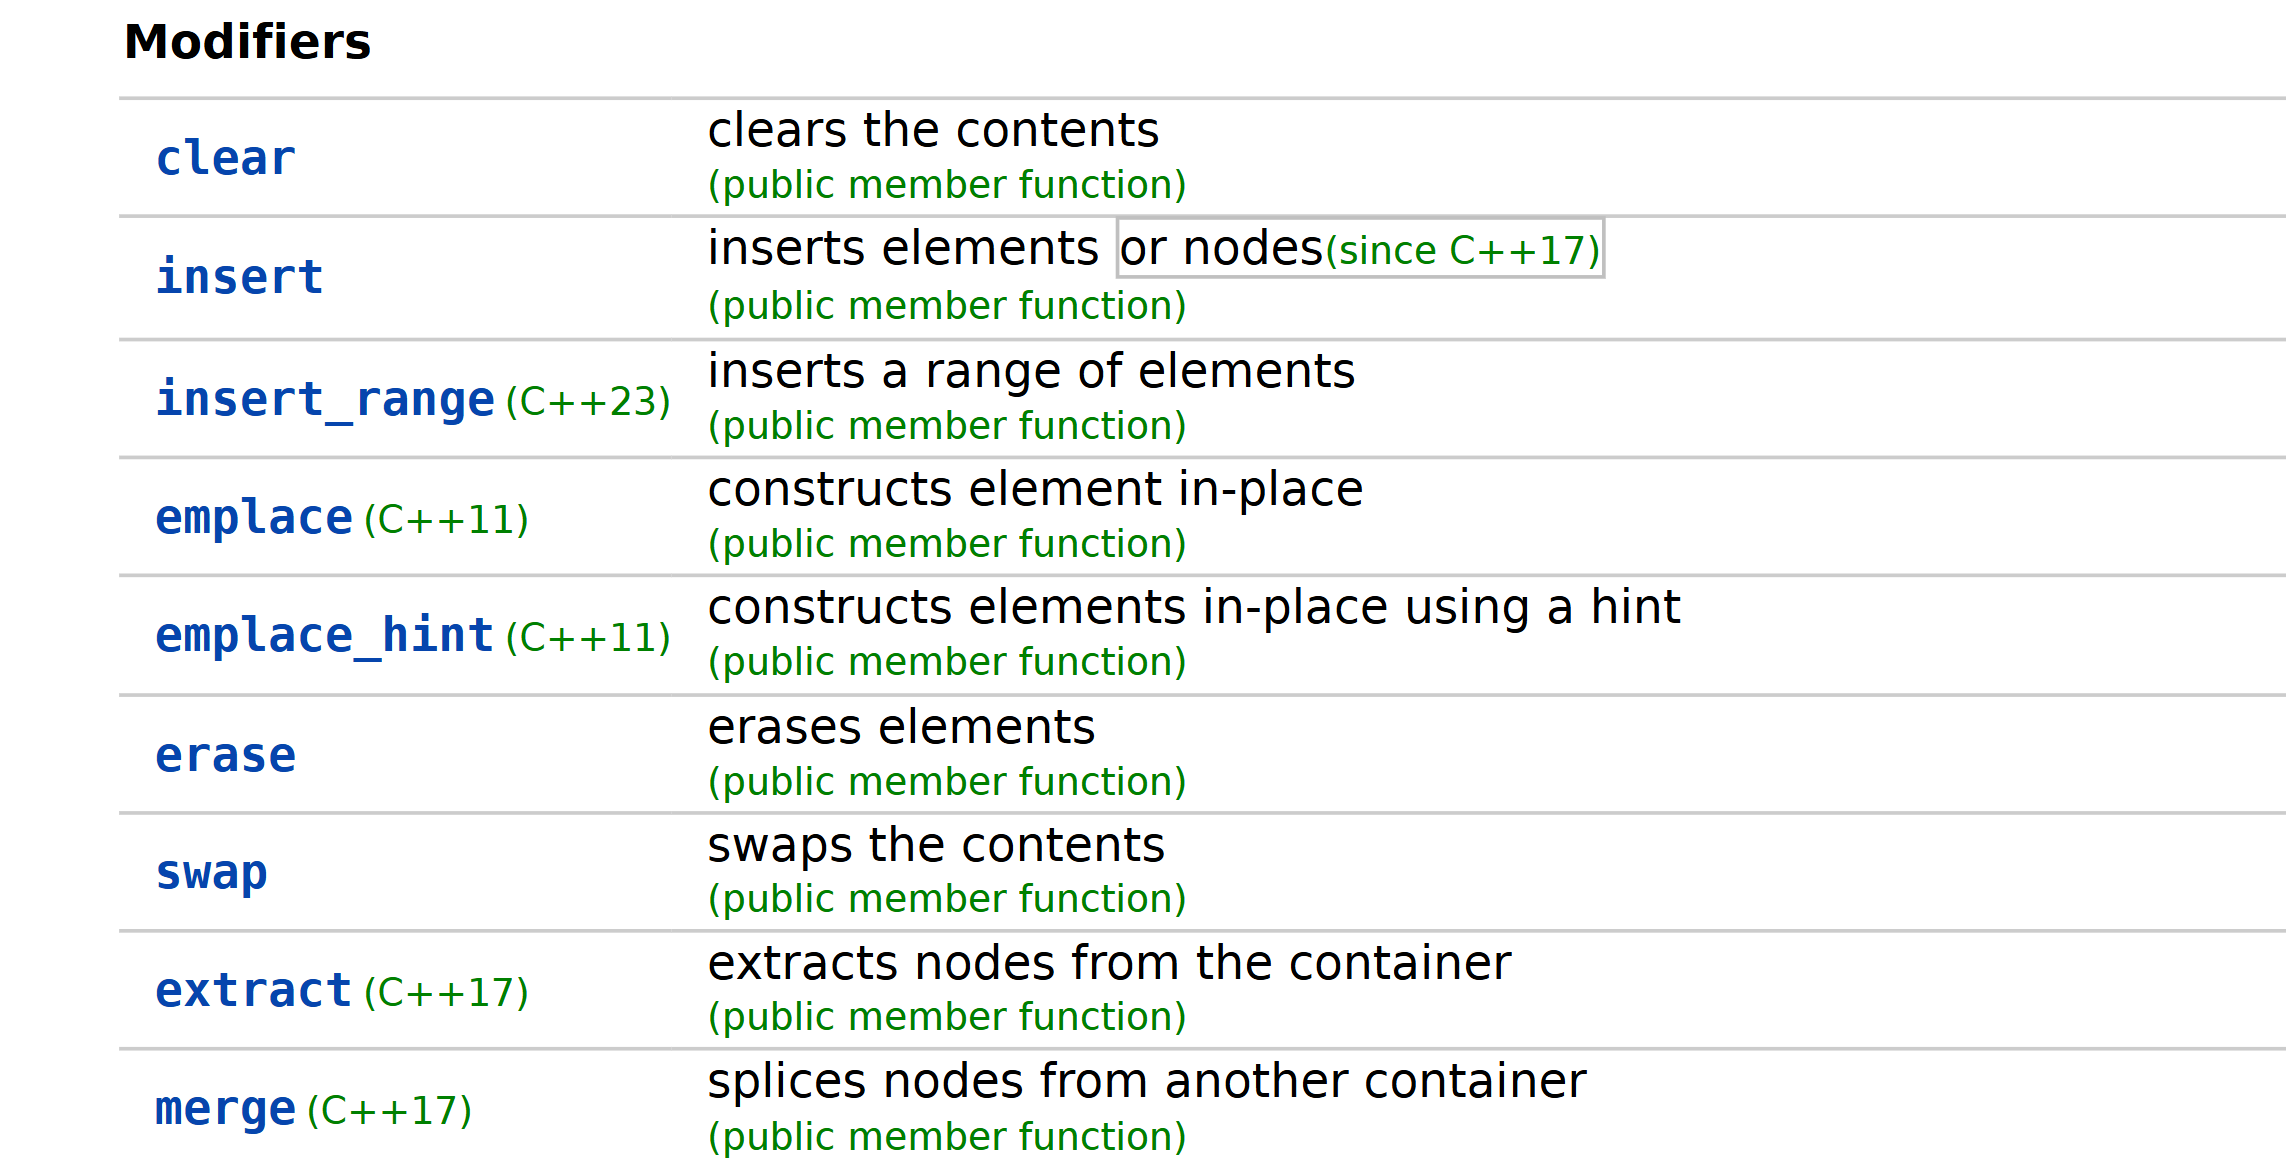 Modifiers
clear
clears the contents
(public member function)
insert
inserts elements or nodes(since C++17)
(public member function)
insert_range (C++23)
inserts a range of elements
(public member function)
emplace (C++11)
constructs element in-place
(public member function)
emplace_hint (C++11)
constructs elements in-place using a hint
(public member function)
erase
erases elements
(public member function)
swap
swaps the contents
(public member function)
extract (C++17)
extracts nodes from the container
(public member function)
merge (C++17)
splices nodes from another container
(public member function)